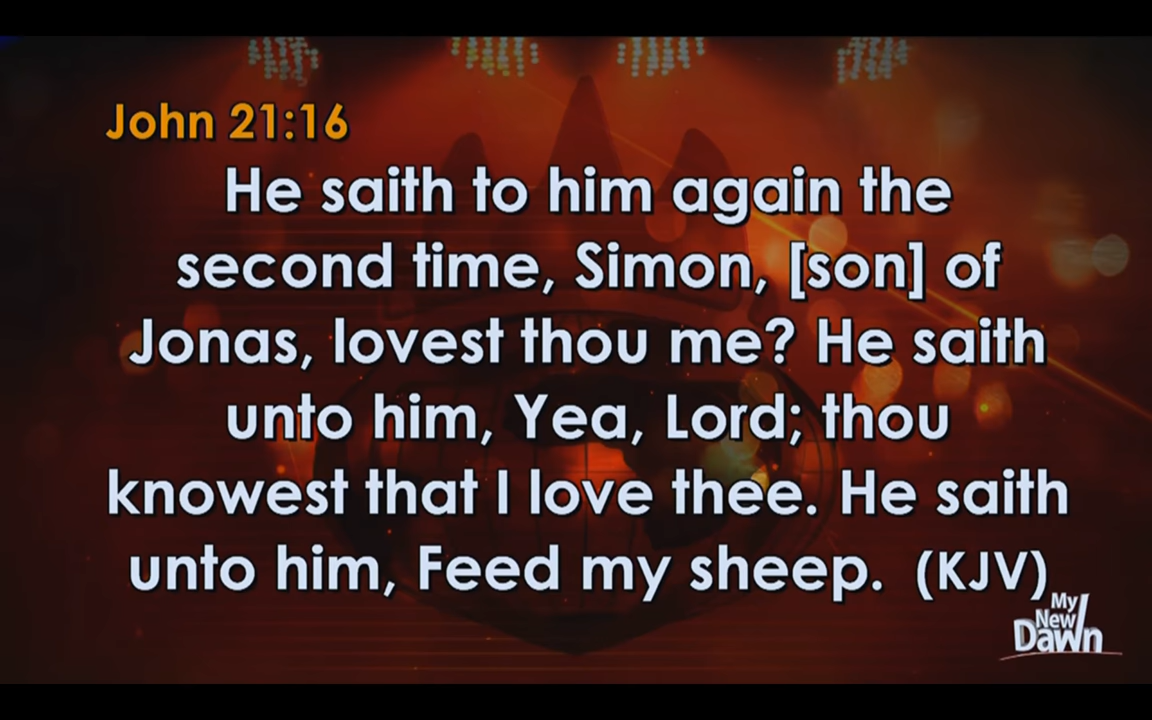 John 21:16
He saith to him again the
second time, Simon, [son] of
Jonas, lovest thou me? He saith
unto him, Yea, Lord; thou
knowest that I love thee. He saith
unto him, Feed my sheep. (KJV)
My
New
Dawn